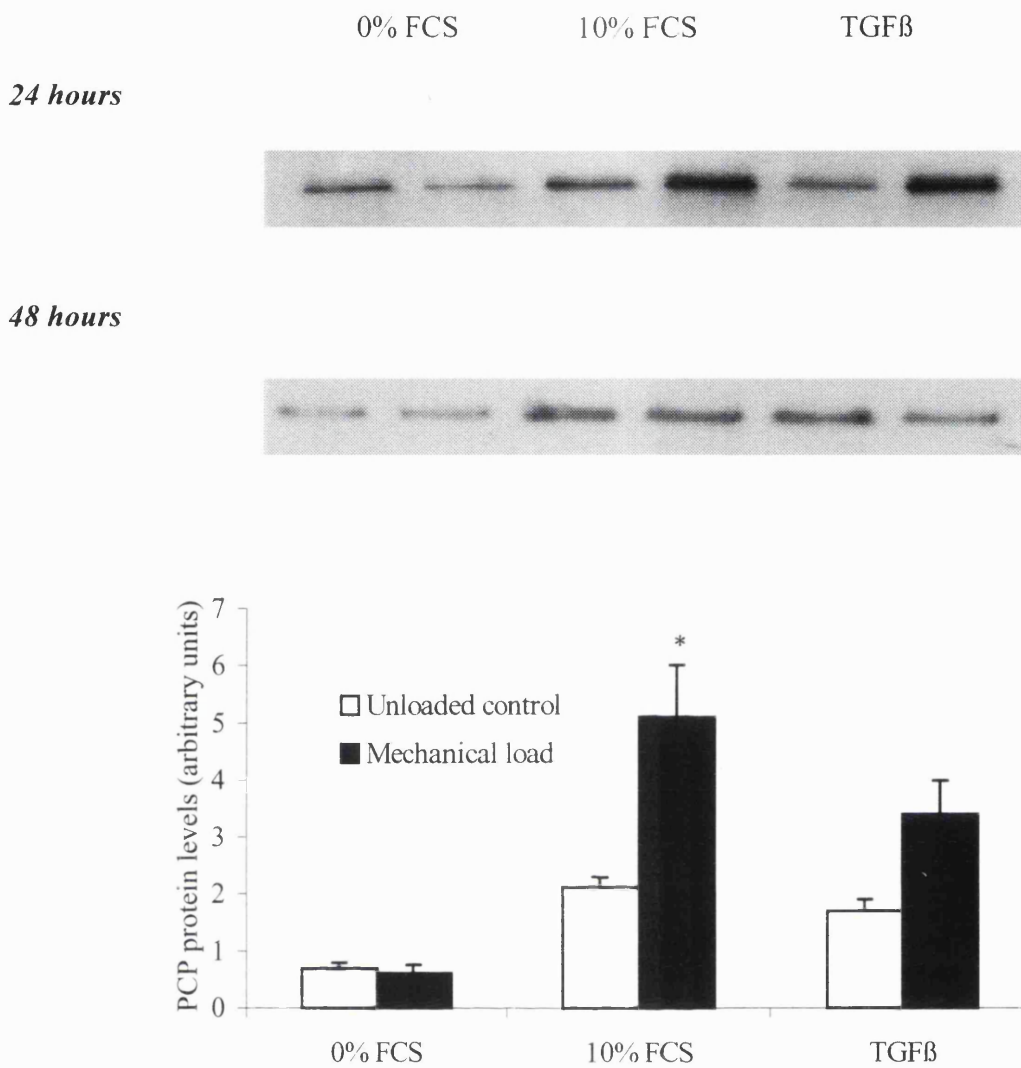 0% FCS 10% FCS TGFß
24 hours
48 hours
PCP protein levels (arbitrary units)
7
6
5
4
3
2
1
0
*
Unloaded control
Mechanical load
0% FCS 10% FCS TGFß